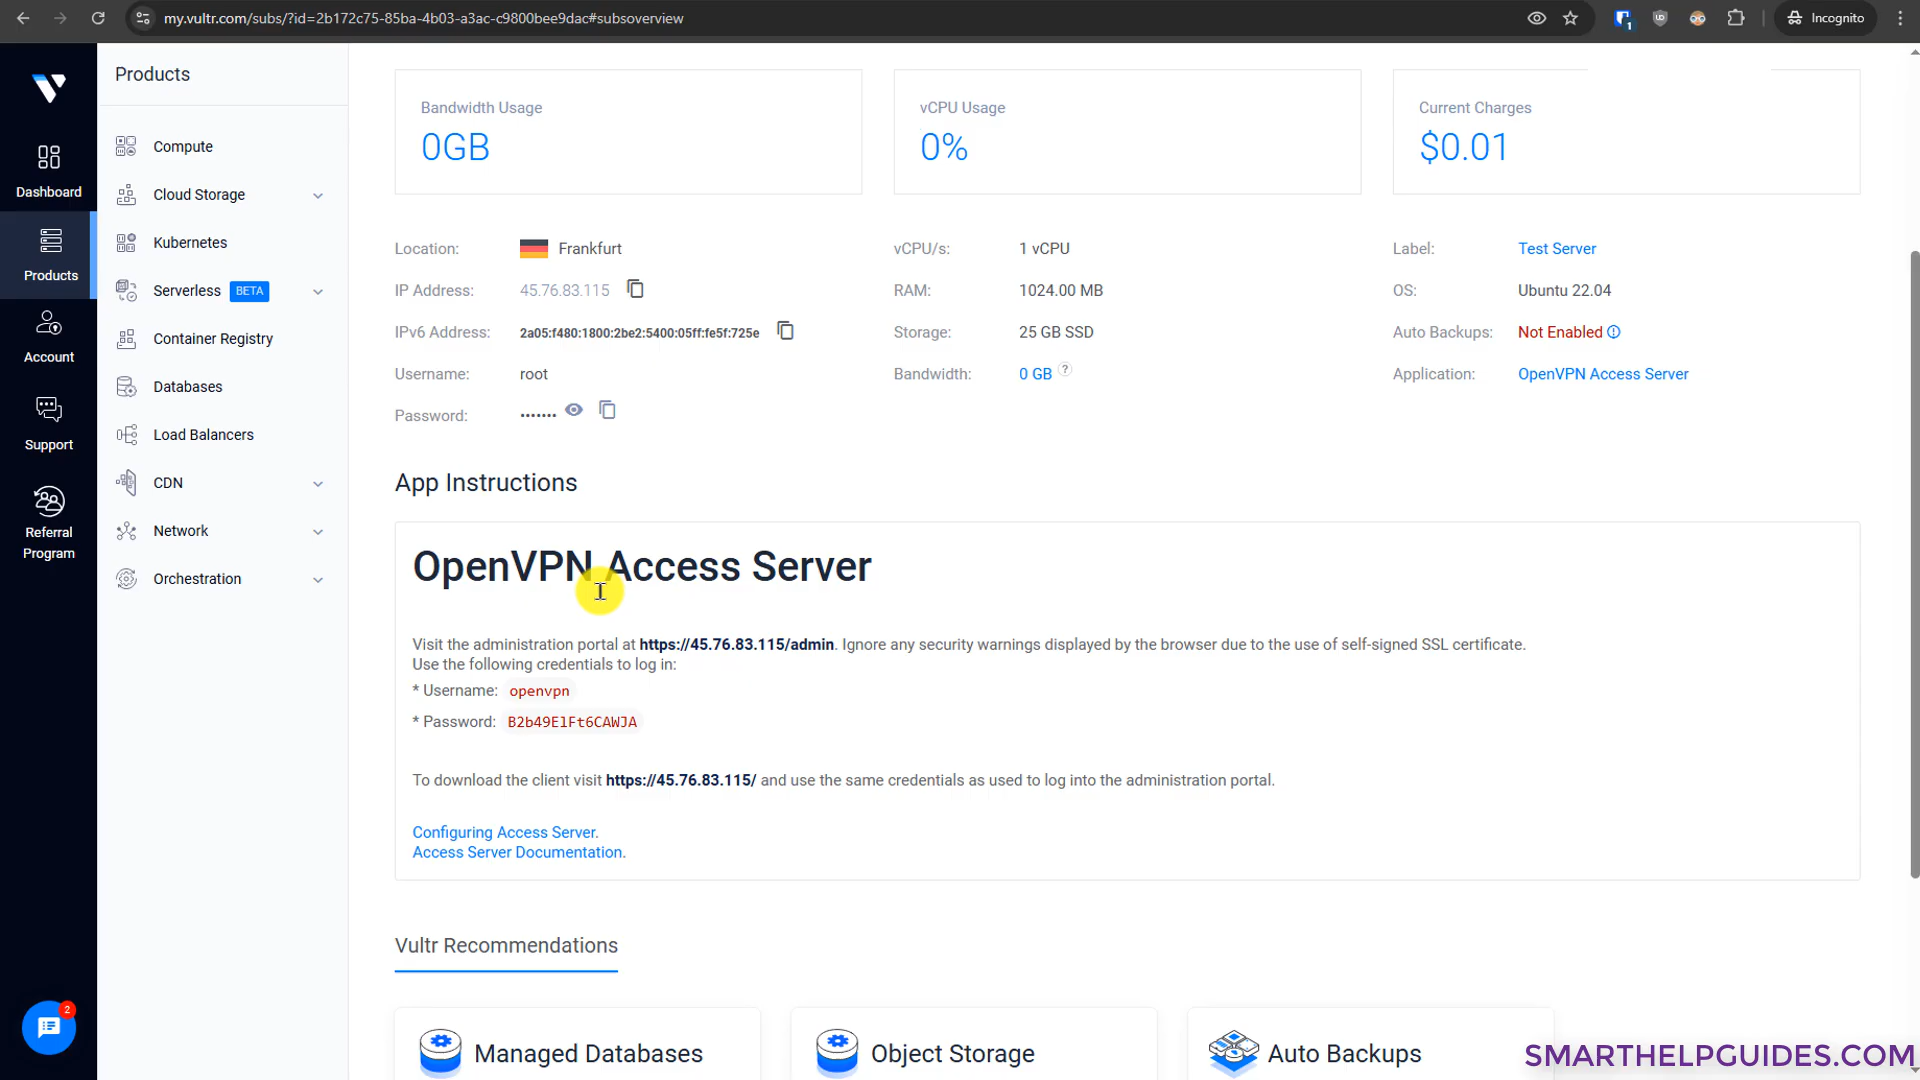 my.vultr.com/subs/?id=2b172c75-85ba-4b03-a3ac-c9800bee9dac#subsoverview
1
Incognito
Products
Bandwidth Usage
0GB
vCPU Usage
0%
Current Charges
$0.01
Dashboard
Products
Account
Support
Referral
Program
2
Compute
Cloud Storage
Kubernetes
Serverless BETA
Container Registry
Databases
Load Balancers
CDN
Network
Orchestration
Location: Frankfurt
IP Address: 45.76.83.115
IPv6 Address: 2a05:f480:1800:2be2:5400:05ff:fe5f:725e
Username: root
Password: •••••••
vCPU/s: 1 vCPU
RAM: 1024.00 MB
Storage: 25 GB SSD
Bandwidth: 0 GB ?
Label: Test Server
OS: Ubuntu 22.04
Auto Backups: Not Enabled
Application: OpenVPN Access Server
App Instructions
OpenVPN Access Server
Visit the administration portal at https://45.76.83.115/admin. Ignore any security warnings displayed by the browser due to the use of self-signed SSL certificate.
Use the following credentials to log in:
* Username: openvpn
* Password: B2b49ElFt6CAWJA
To download the client visit https://45.76.83.115/ and use the same credentials as used to log into the administration portal.
Configuring Access Server.
Access Server Documentation.
Vultr Recommendations
Managed Databases
Object Storage
Auto Backups
SMARTHELPGUIDES.COM